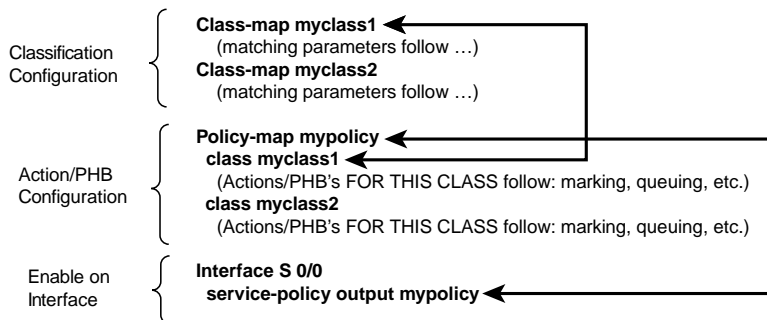 Classification
Configuration
Class-map myclass1
(matching parameters follow …)
Class-map myclass2
(matching parameters follow …)
Action/PHB
Configuration
Policy-map mypolicy
class myclass1
(Actions/PHB’s FOR THIS CLASS follow: marking, queuing, etc.)
class myclass2
(Actions/PHB’s FOR THIS CLASS follow: marking, queuing, etc.)
Enable on
Interface
Interface S 0/0
service-policy output mypolicy